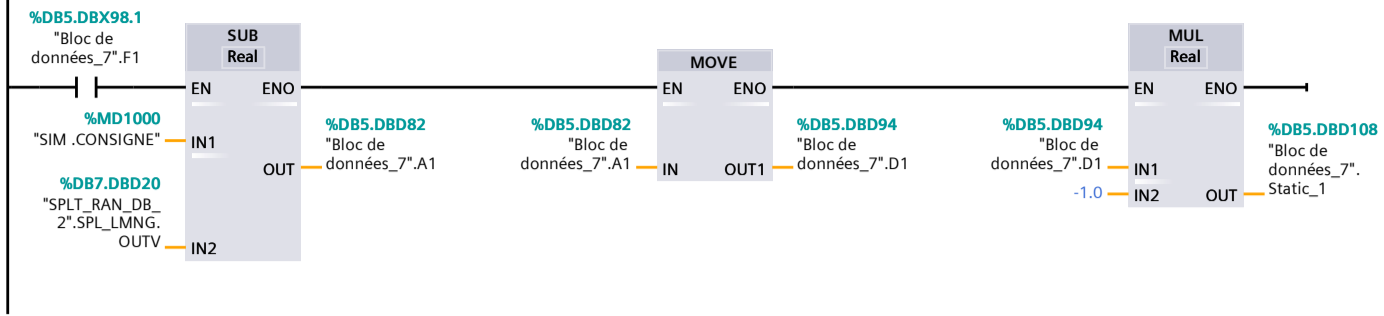 %DB5.DBX98.1
"Bloc de
données_7".F1
SUB
Real
EN
ENO
%MD1000
"SIM .CONSIGNE"
IN1
%DB7.DBD20
"SPLT_RAN_DB_
2".SPL_LMNG.
OUTV
IN2
OUT
%DB5.DBD82
"Bloc de
données_7".A1
MOVE
EN
ENO
%DB5.DBD82
"Bloc de
données_7".A1
IN
OUT1
%DB5.DBD94
"Bloc de
données_7".D1
MUL
Real
EN
ENO
%DB5.DBD94
"Bloc de
données_7".D1
IN1
-1.0
IN2
OUT
%DB5.DBD108
"Bloc de
données_7".
Static_1